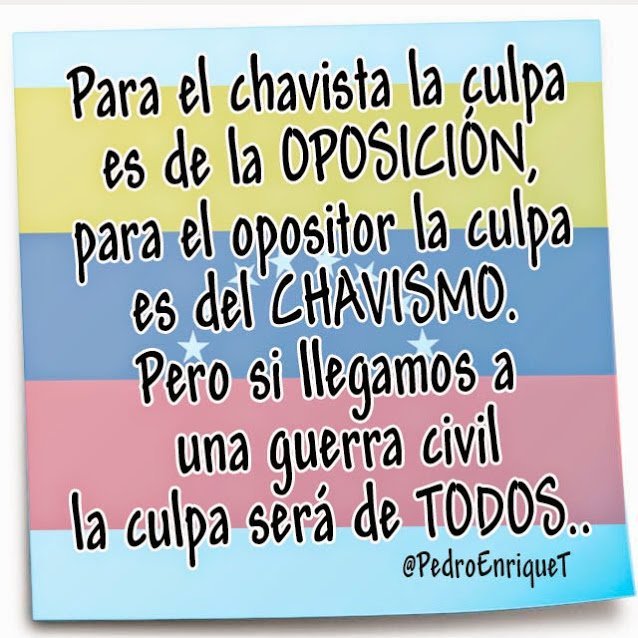 Para el chavista la culpa
es de la OPOSICIÓN,
para el opositor la culpa
es del CHAVISMO.
Pero si llegamos a
una guerra civil
la culpa será de TODOS..
@PedroEnriqueT